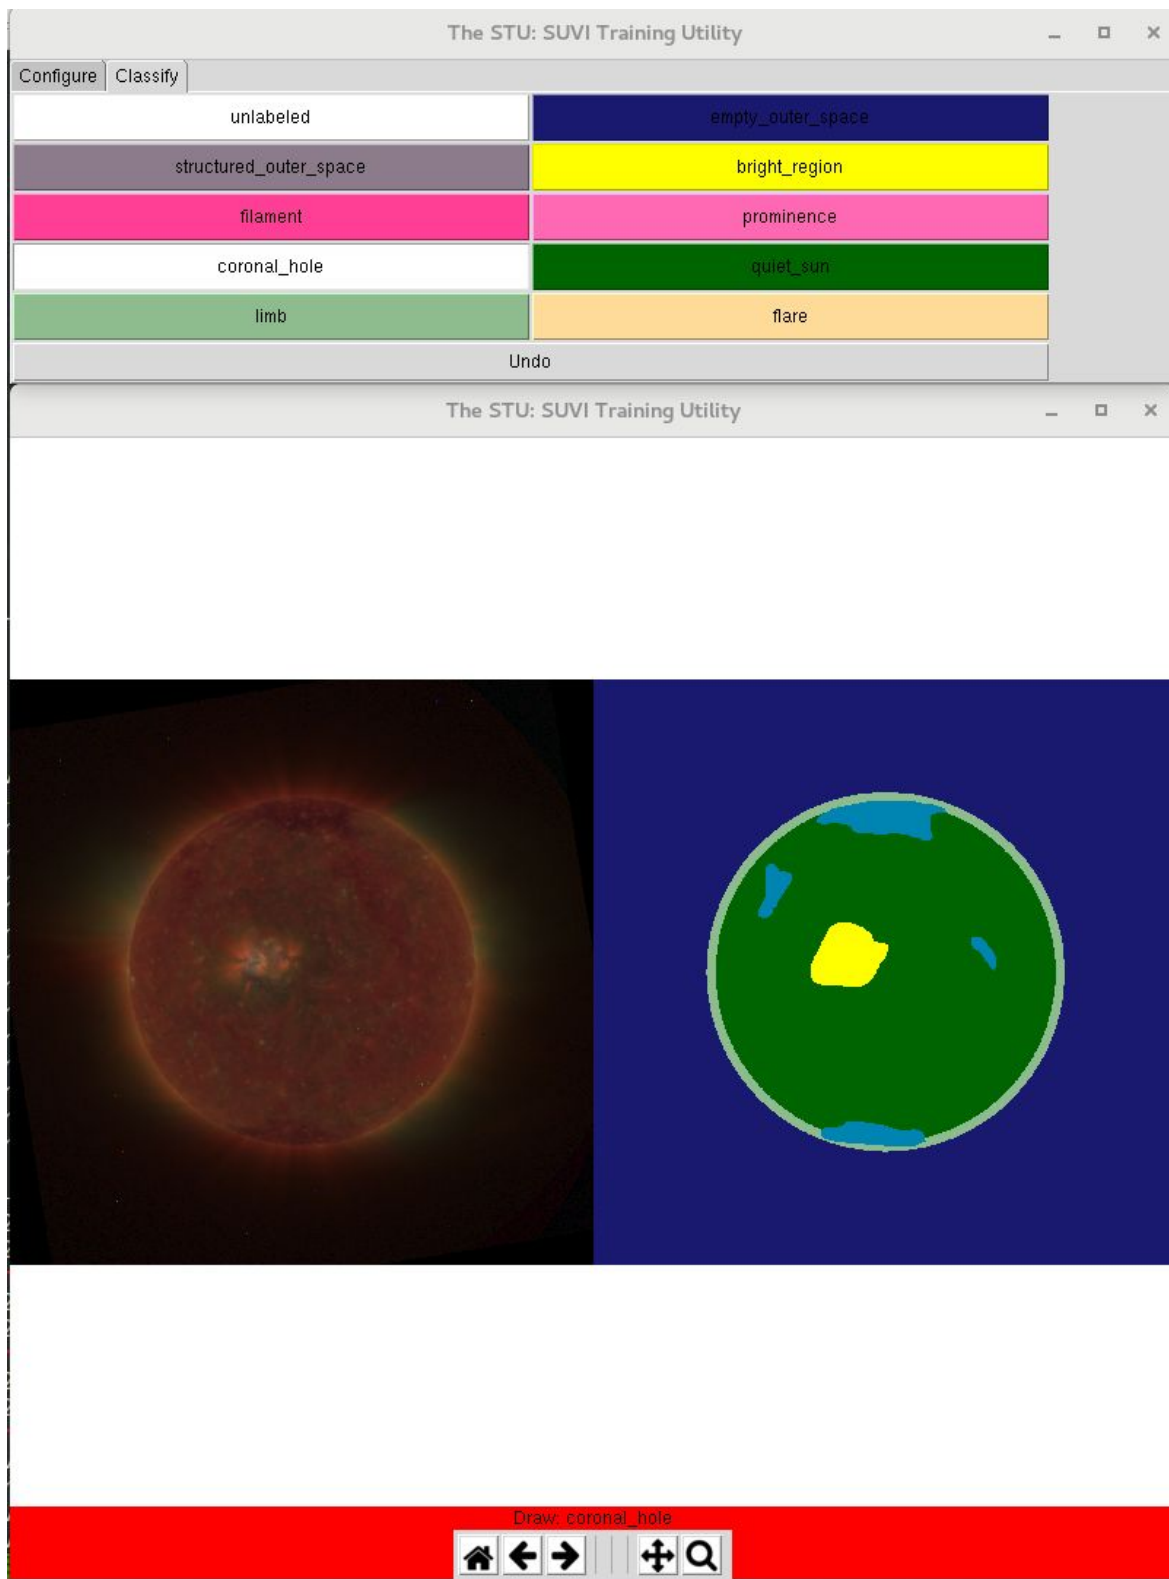 The STU: SUVI Training Utility
Configure Classify
unlabeled empty_outer_space
structured_outer_space bright_region
filament prominence
coronal_hole quiet_sun
limb flare
Undo
The STU: SUVI Training Utility
Draw: coronal_hole